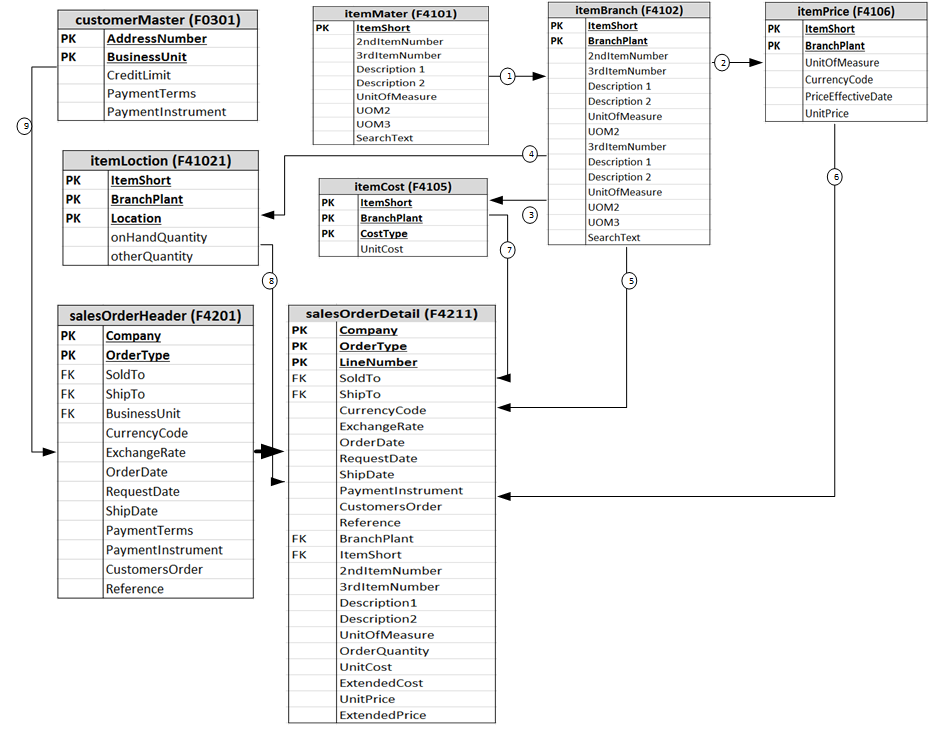 customerMaster (F0301)
PK AddressNumber
PK BusinessUnit
CreditLimit
PaymentTerms
PaymentInstrument
itemMater (F4101)
PK ItemShort
2ndItemNumber
3rdItemNumber
Description 1
Description 2
UnitOfMeasure
UOM2
UOM3
SearchText
itemBranch (F4102)
PK ItemShort
PK BranchPlant
2ndItemNumber
3rdItemNumber
Description 1
Description 2
UnitOfMeasure
UOM2
3rdItemNumber
Description 1
Description 2
UnitOfMeasure
UOM2
UOM3
SearchText
itemPrice (F4106)
PK ItemShort
PK BranchPlant
UnitOfMeasure
CurrencyCode
PriceEffectiveDate
UnitPrice
1
2
9
4
3
6
7
8
5
itemLoction (F41021)
PK ItemShort
PK BranchPlant
PK Location
onHandQuantity
otherQuantity
itemCost (F4105)
PK ItemShort
PK BranchPlant
PK CostType
UnitCost
salesOrderHeader (F4201)
PK Company
PK OrderType
FK SoldTo
FK ShipTo
FK BusinessUnit
CurrencyCode
ExchangeRate
OrderDate
RequestDate
ShipDate
PaymentTerms
PaymentInstrument
CustomersOrder
Reference
salesOrderDetail (F4211)
PK Company
PK OrderType
PK LineNumber
FK SoldTo
FK ShipTo
CurrencyCode
ExchangeRate
OrderDate
RequestDate
ShipDate
PaymentInstrument
CustomersOrder
Reference
FK BranchPlant
FK ItemShort
2ndItemNumber
3rdItemNumber
Description1
Description2
UnitOfMeasure
OrderQuantity
UnitCost
ExtendedCost
UnitPrice
ExtendedPrice